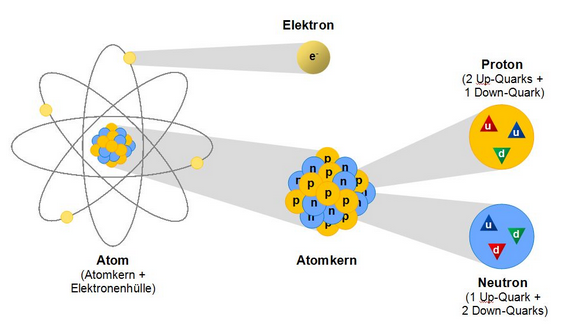 Elektron
e⁻
Proton
(2 Up-Quarks +
1 Down-Quark)
u
u
d
p
n
p
n
n
p
n
p
n
p
p
p
n
n
n
p
n
p
Atom
(Atomkern +
Elektronenhülle)
Atomkern
u
d
d
Neutron
(1 Up-Quark +
2 Down-Quarks)